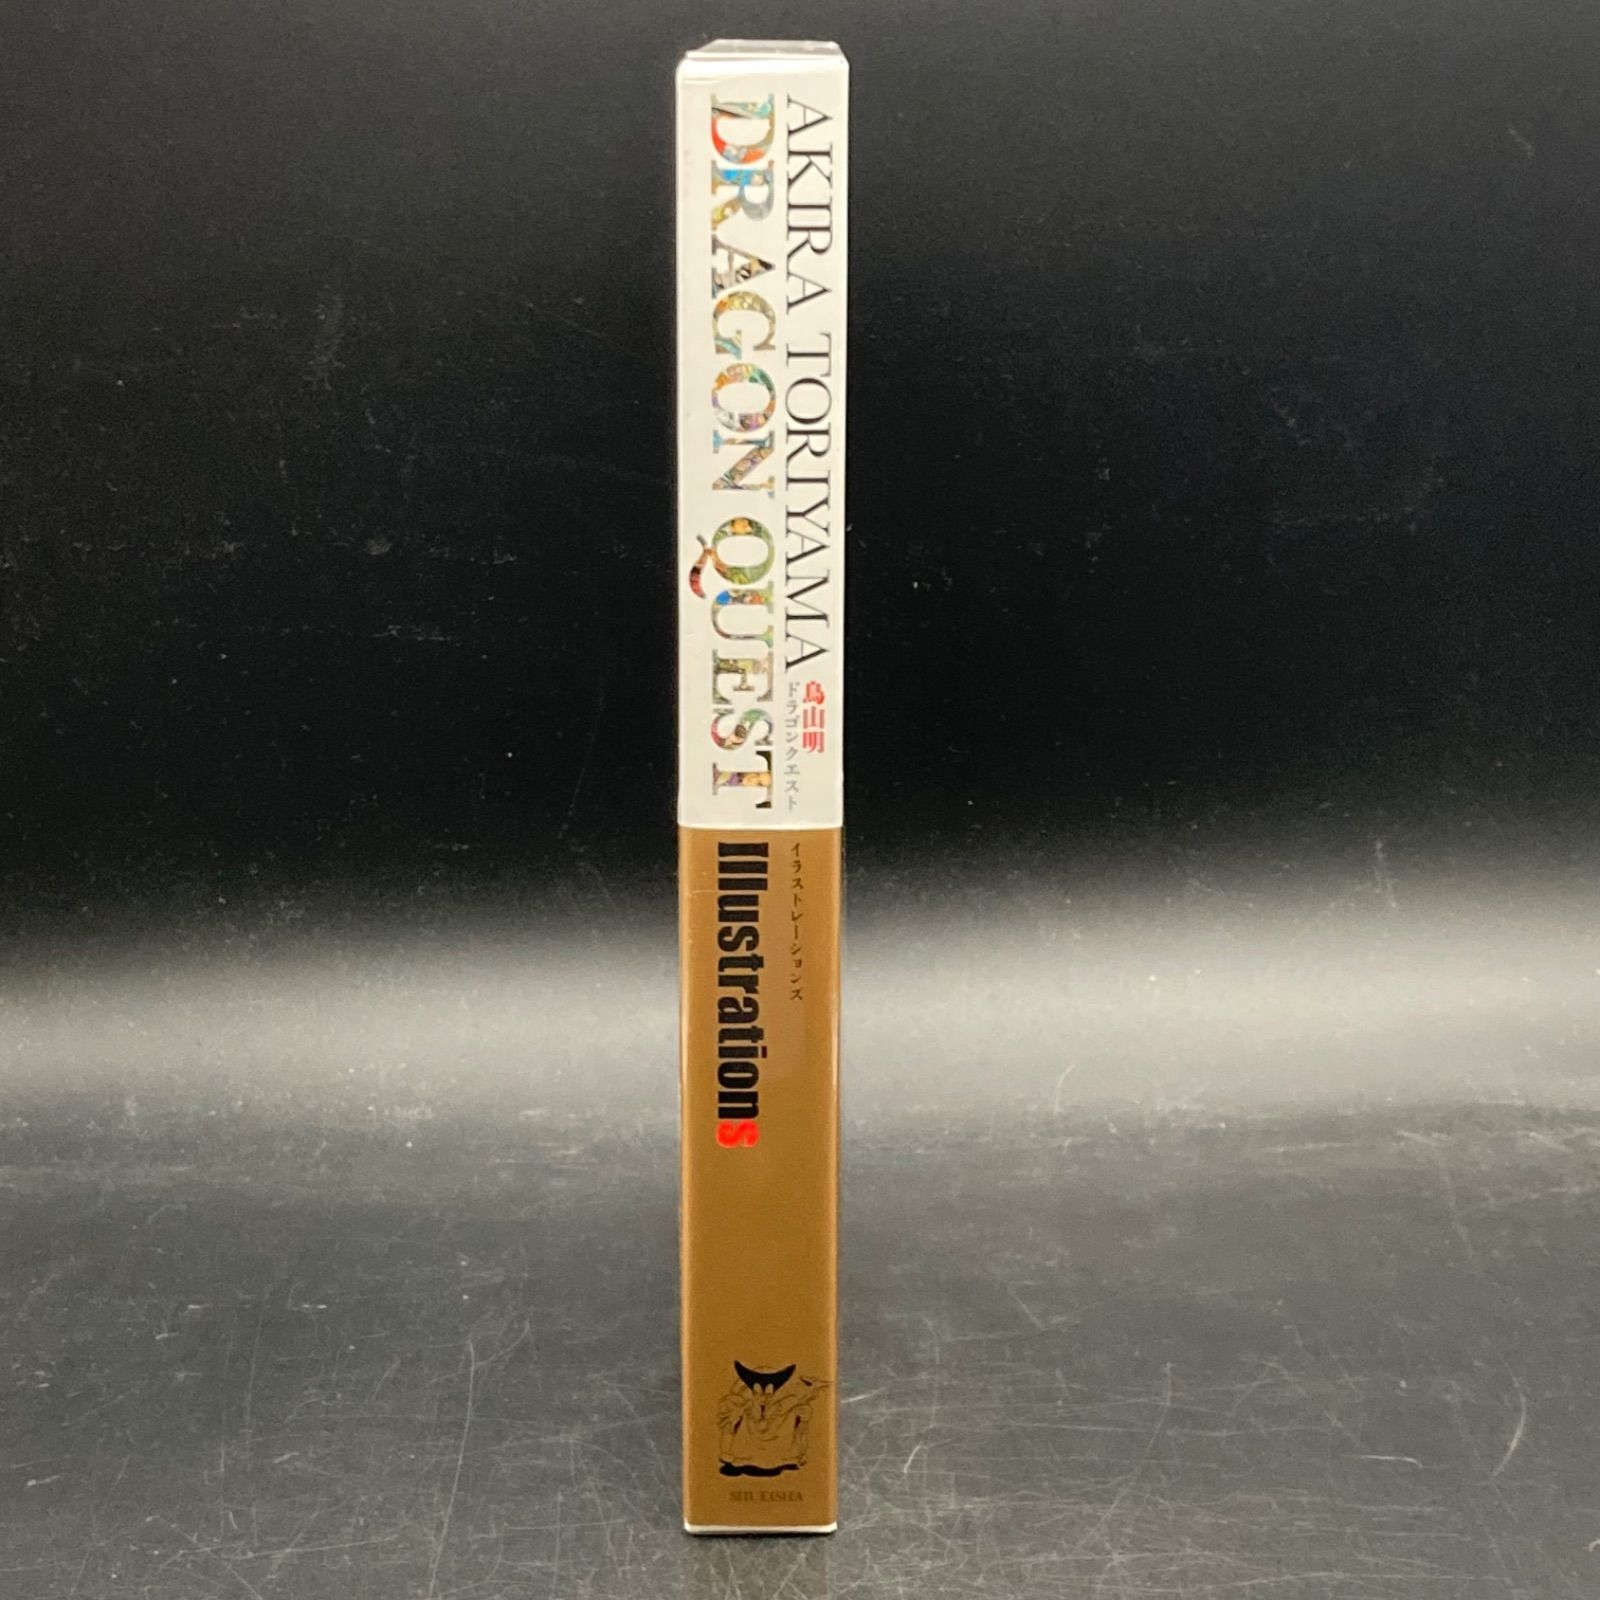 AKIRA TORIYAMA
鳥山明
ドラゴンクエスト
DRAGON QUEST
イラストレーションズ
Illustrations
SHUEISHA